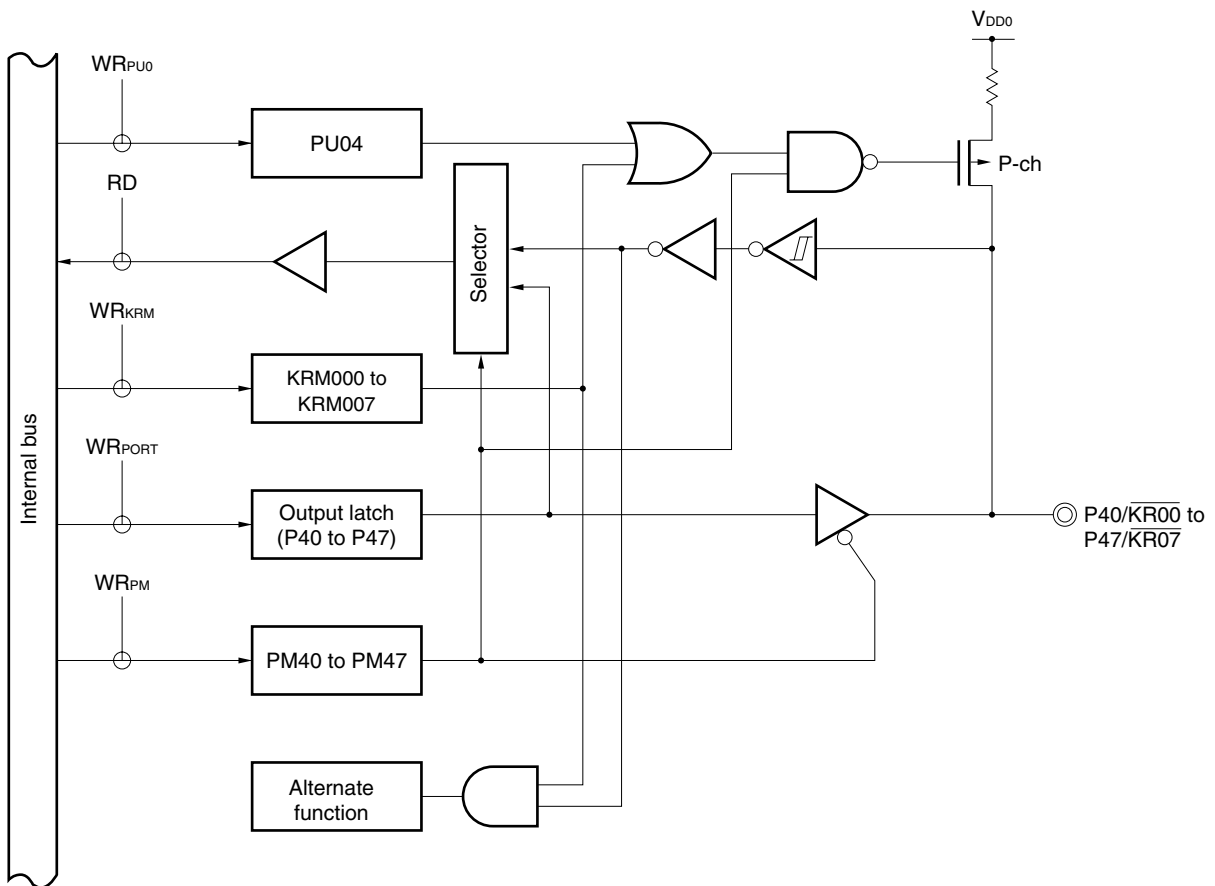 VDD0
WRPU0
PU04
P-ch
RD
Selector
WRKRM
KRM000 to
KRM007
Internal bus
WRPORT
Output latch
(P40 to P47)
P40/KR00 to
P47/KR07
WRPM
PM40 to PM47
Alternate
function